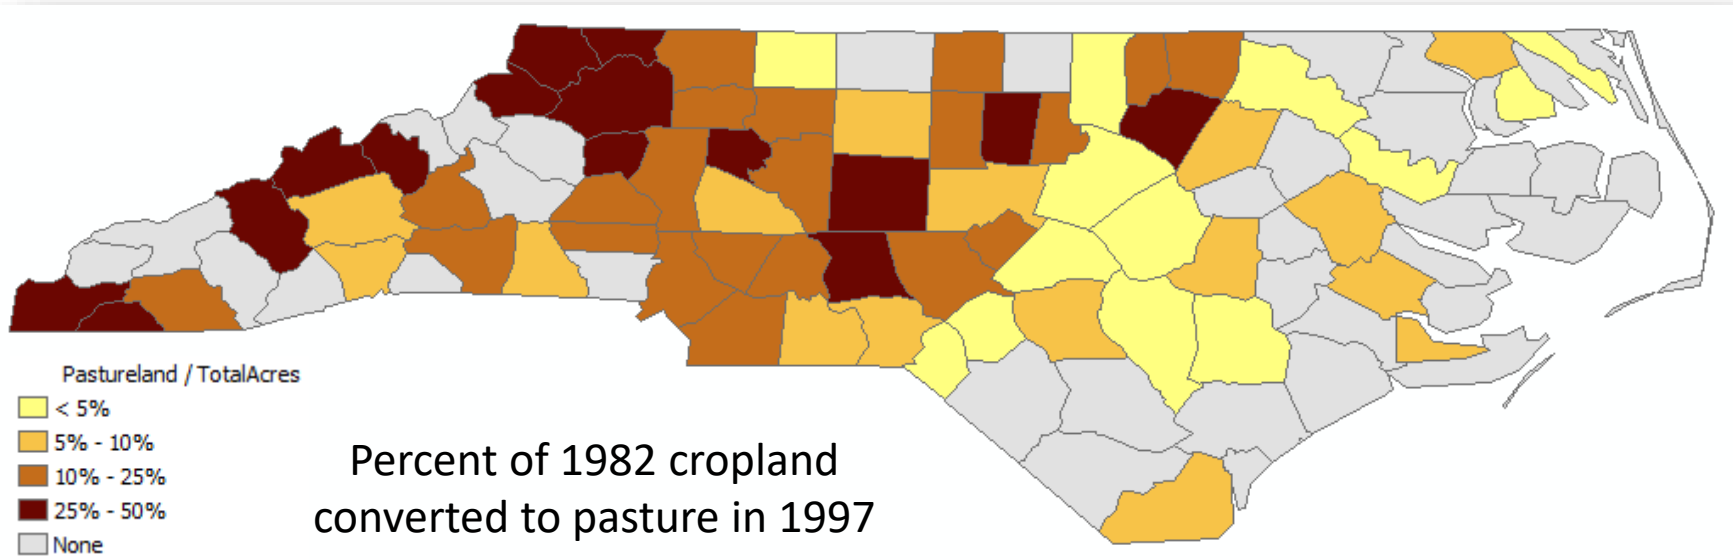 Pastureland / TotalAcres
< 5%
5% - 10%
10% - 25%
25% - 50%
None
Percent of 1982 cropland
converted to pasture in 1997